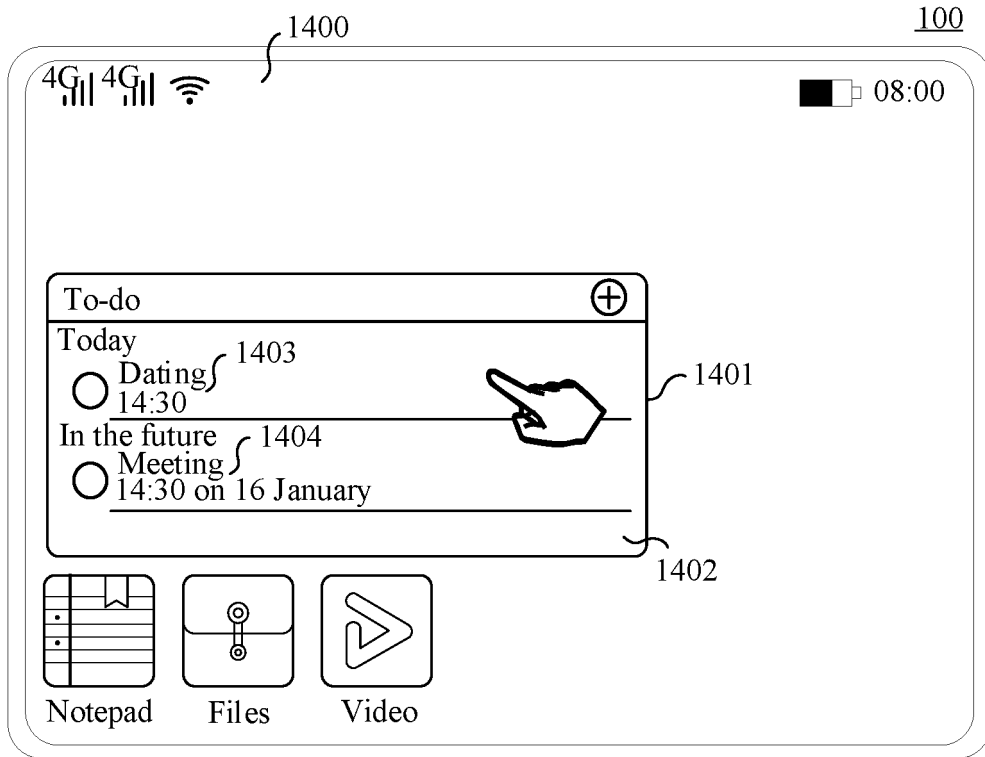 100
1400
4G 4G 08:00
To-do
Today
Dating 1403
14:30
1401
In the future
1404
Meeting
14:30 on 16 January
1402
Notepad Files Video